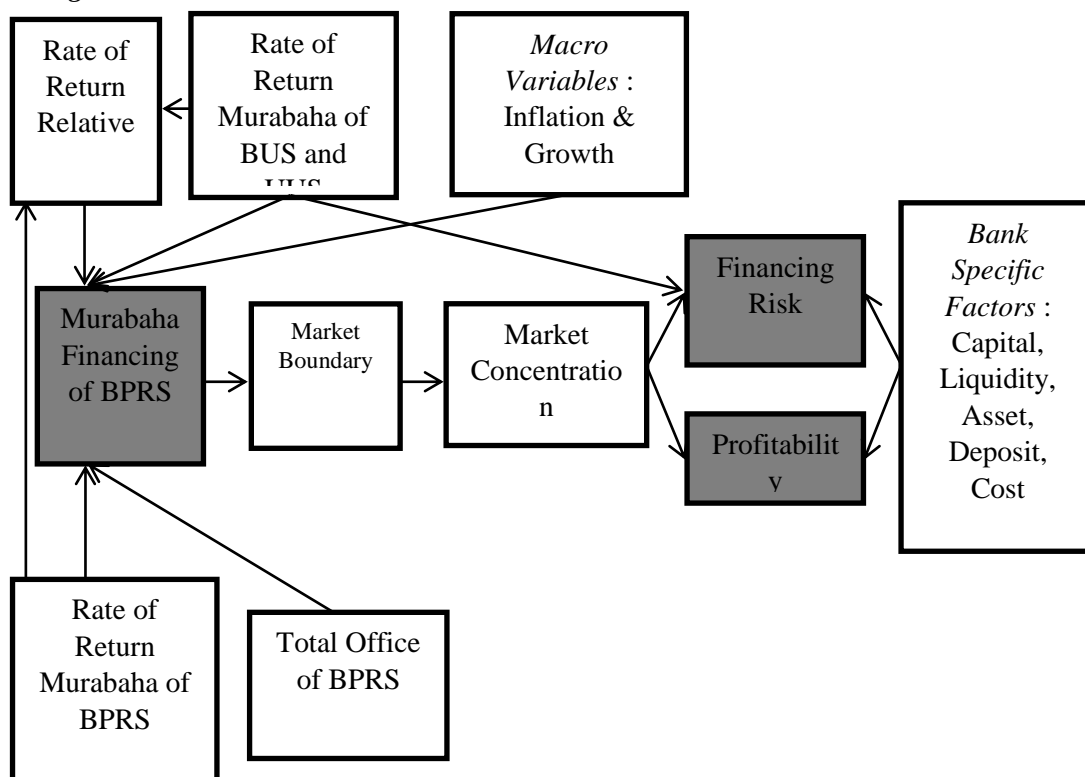 Rate of
Return
Relative
Rate of
Return
Murabaha of
BUS and
UUS
Macro
Variables :
Inflation &
Growth
Bank
Specific
Factors :
Capital,
Liquidity,
Asset,
Deposit,
Cost
Financing
Risk
Murabaha
Financing
of BPRS
Market
Boundary
Market
Concentratio
n
Profitabilit
y
Rate of
Return
Murabaha of
BPRS
Total Office
of BPRS